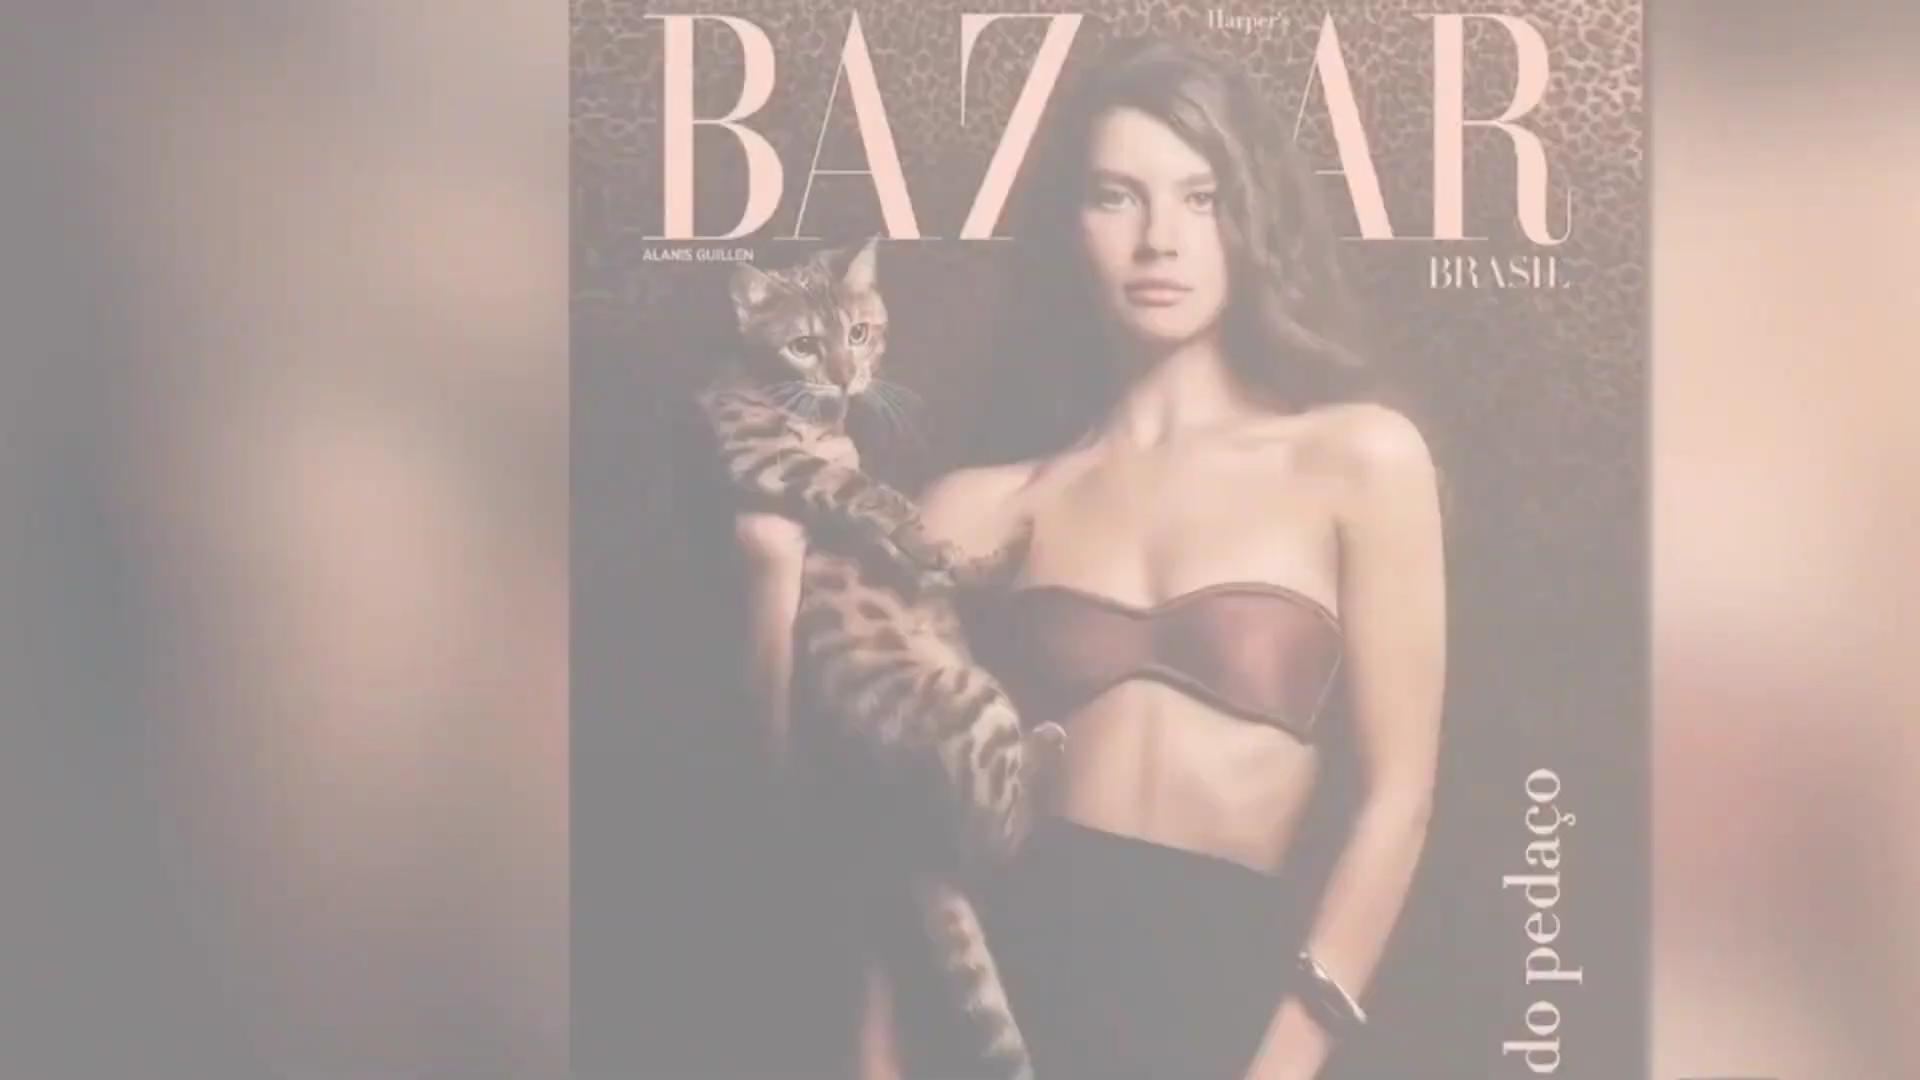 Harper's
BAZAAR
ALANIS GUILLEN
BRASIL
do pedaço